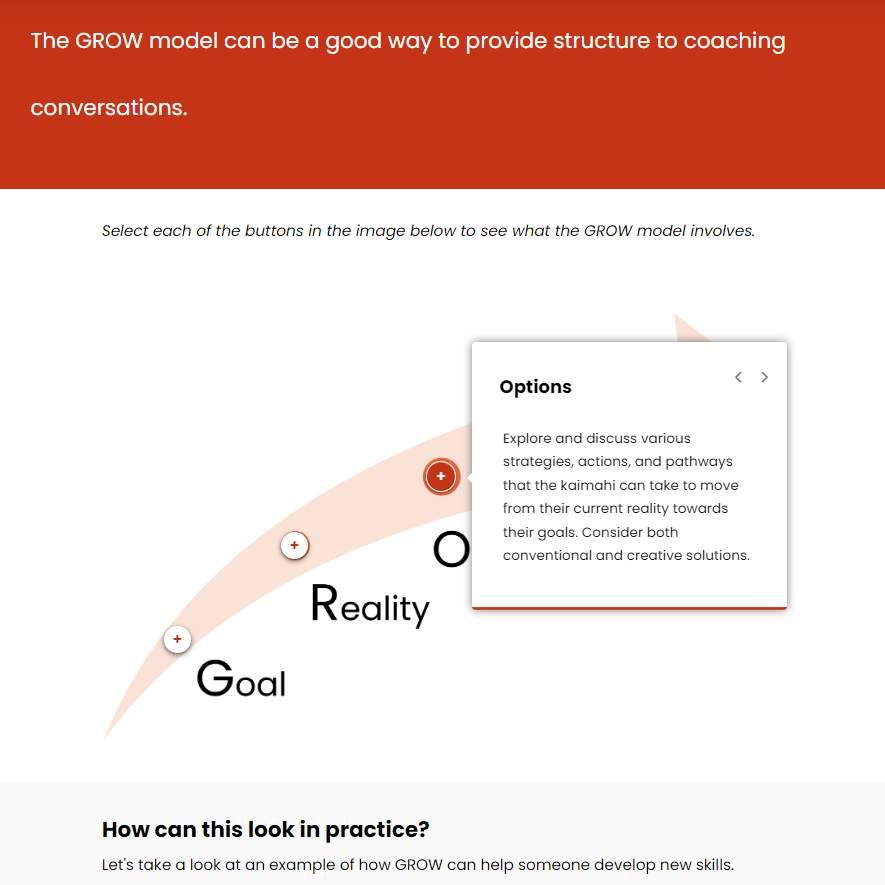 The GROW model can be a good way to provide structure to coaching
conversations.
Select each of the buttons in the image below to see what the GROW model involves.
Options
Explore and discuss various
strategies, actions, and pathways
that the kaimahi can take to move
from their current reality towards
their goals. Consider both
conventional and creative solutions.
O
Reality
Goal
How can this look in practice?
Let's take a look at an example of how GROW can help someone develop new skills.